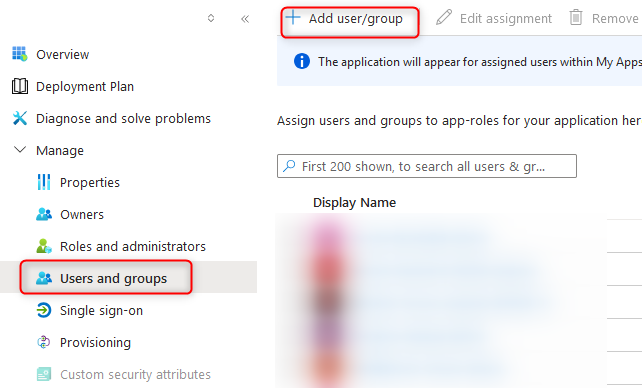 Add user/group
Edit assignment
Remove
Overview
Deployment Plan
Diagnose and solve problems
Manage
Properties
Owners
Roles and administrators
Users and groups
Single sign-on
Provisioning
Custom security attributes
The application will appear for assigned users within My Apps
Assign users and groups to app-roles for your application her
First 200 shown, to search all users & gr...
Display Name